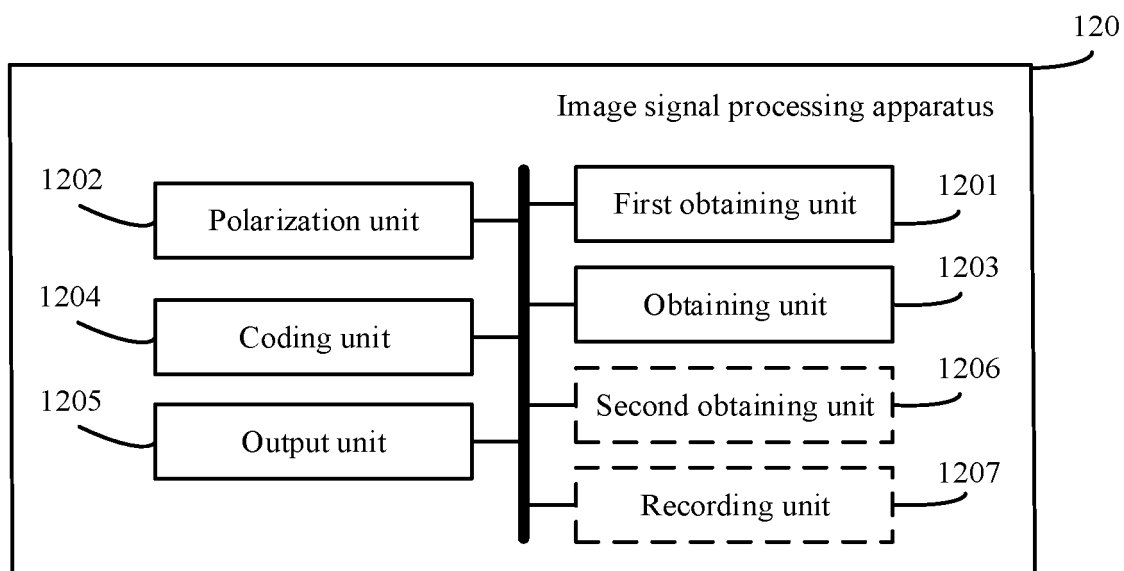 120
Image signal processing apparatus
1202
Polarization unit
First obtaining unit
1201
1204
Coding unit
Obtaining unit
1203
1205
Output unit
Second obtaining unit
1206
Recording unit
1207